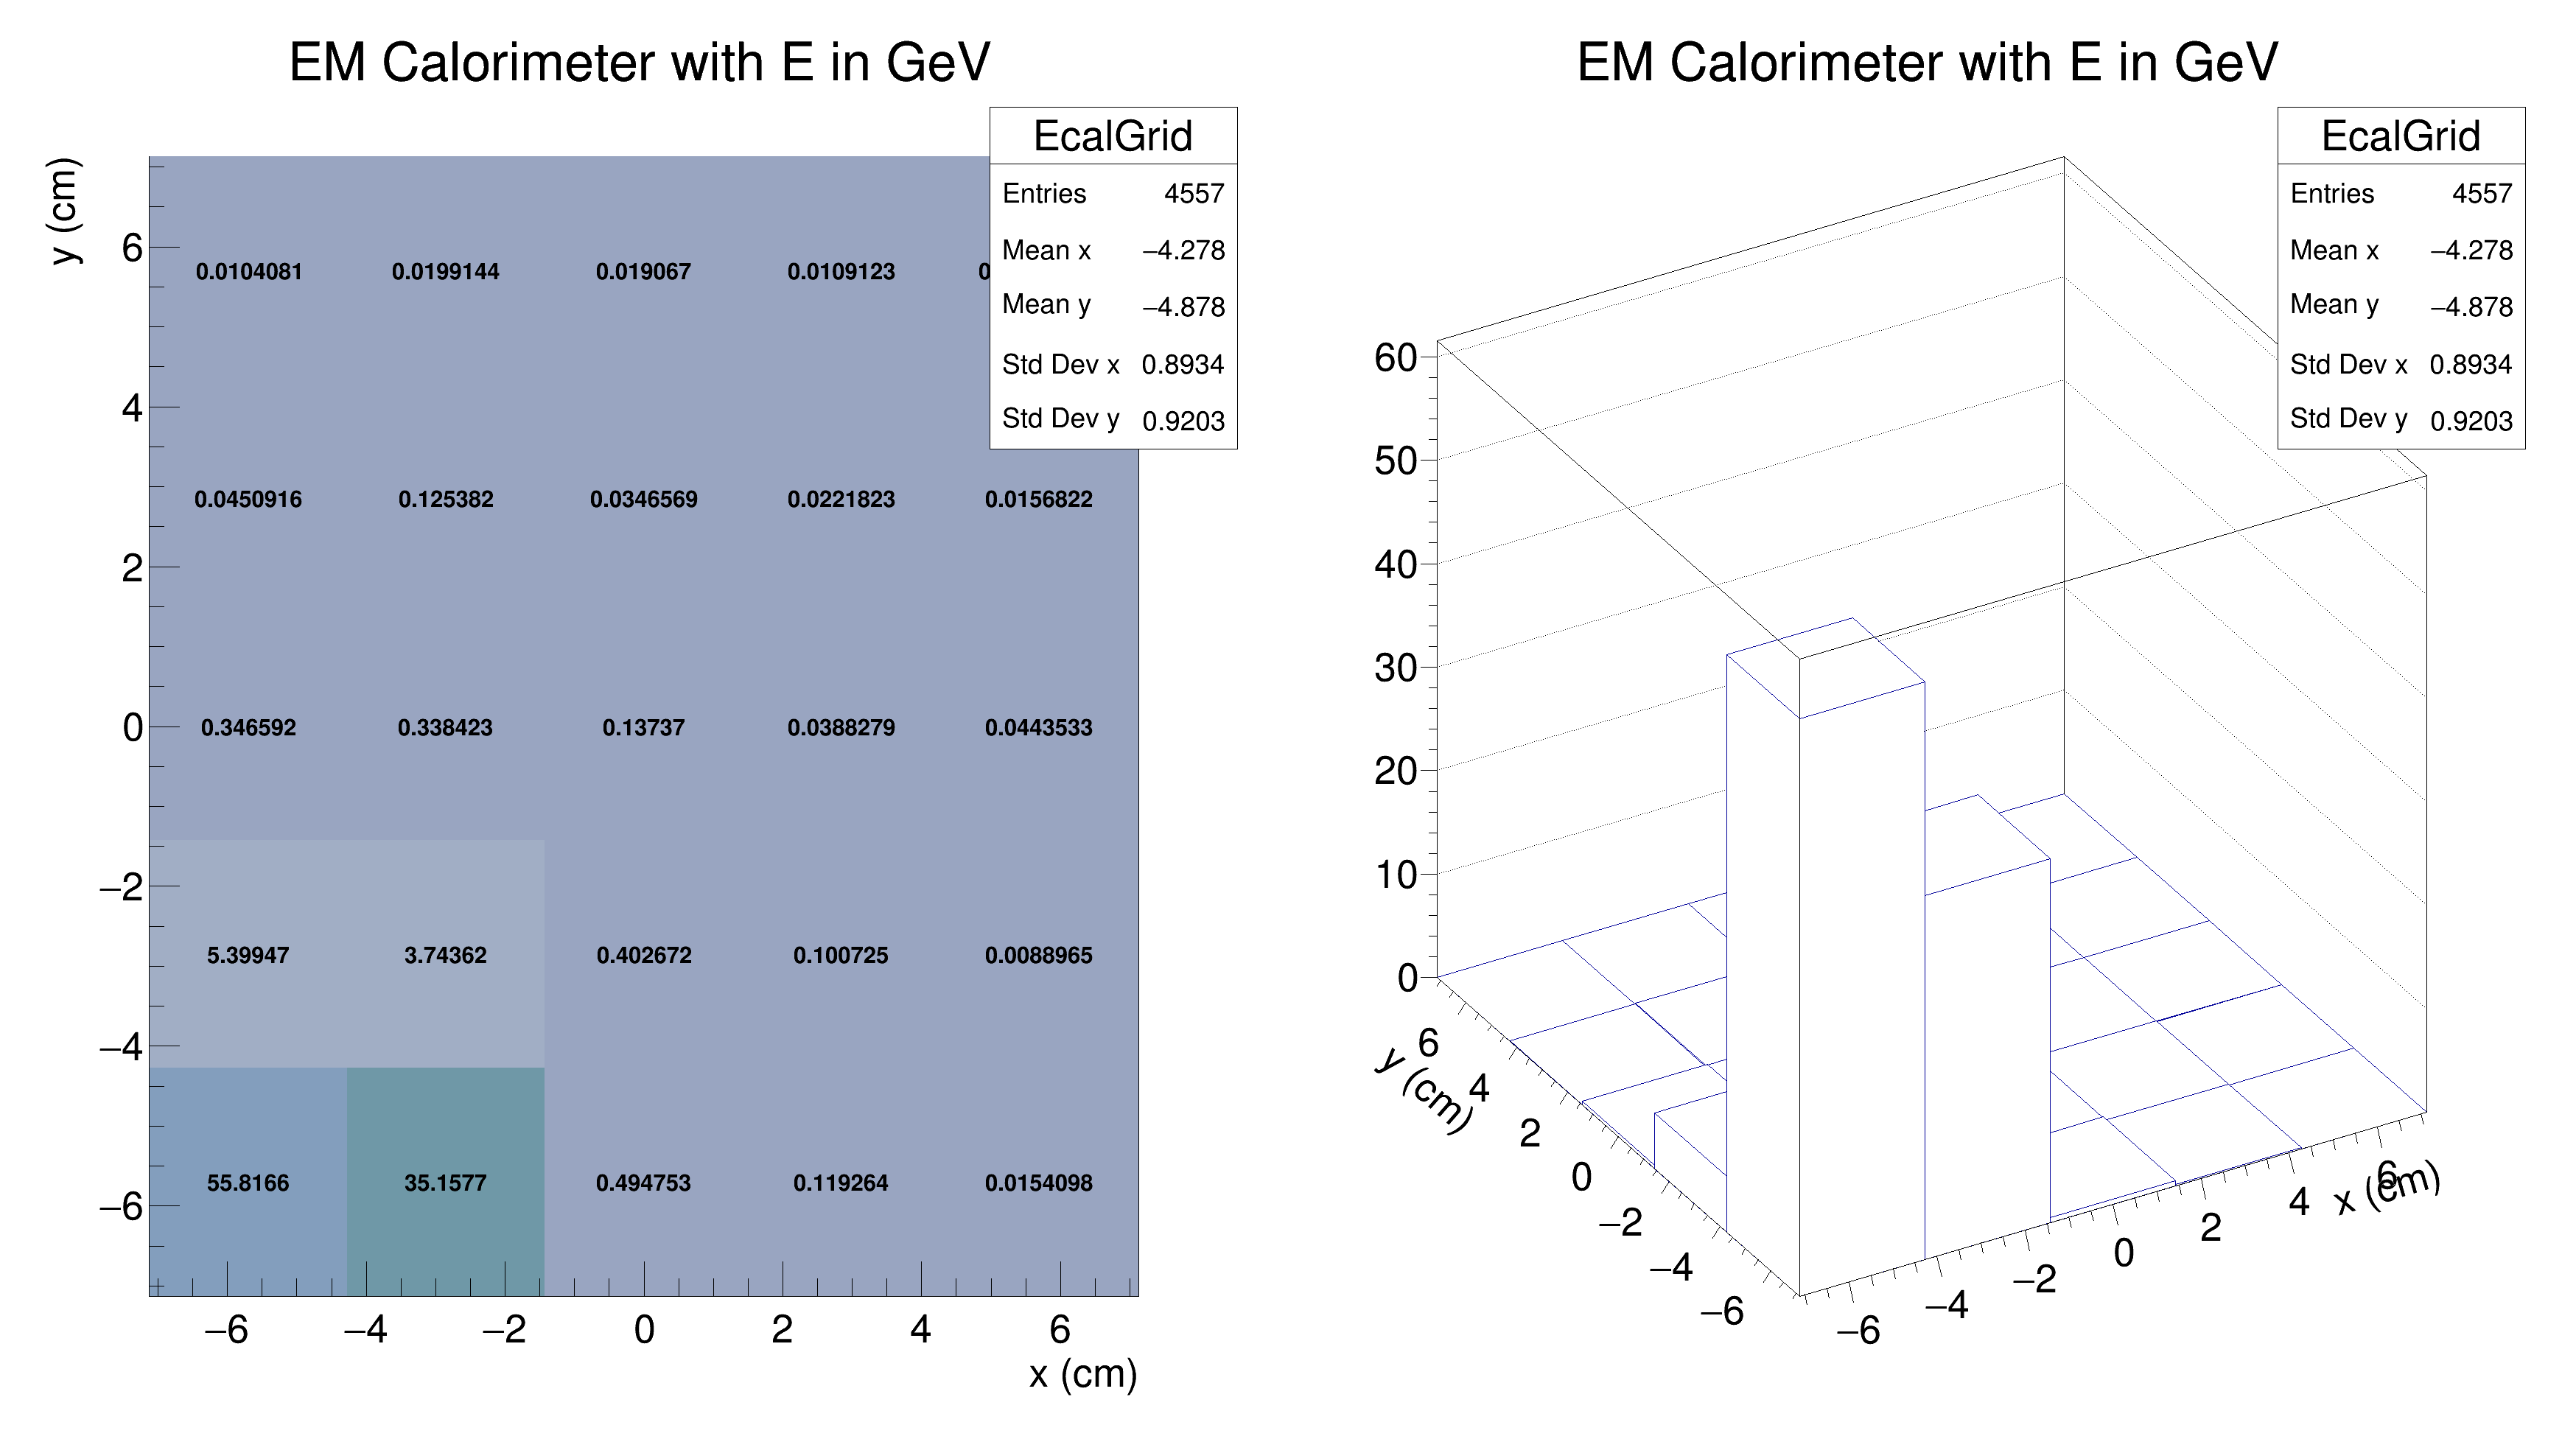 EM Calorimeter with E in GeV
EcalGrid
Entries 4557
Mean x −4.278
Mean y −4.878
Std Dev x 0.8934
Std Dev y 0.9203
y (cm)
6
4
2
0
−2
−4
−6
0.0104081 0.0199144 0.019067 0.0109123
0.0450916 0.125382 0.0346569 0.0221823 0.0156822
0.346592 0.338423 0.13737 0.0388279 0.0443533
5.39947 3.74362 0.402672 0.100725 0.0088965
55.8166 35.1577 0.494753 0.119264 0.0154098
−6 −4 −2 0 2 4 6
x (cm)
EM Calorimeter with E in GeV
EcalGrid
Entries 4557
Mean x −4.278
Mean y −4.878
Std Dev x 0.8934
Std Dev y 0.9203
60
50
40
30
20
10
0
y (cm)
6
4
2
0
−2
−4
−6
−6
−4
−2
0
2
4
6
x (cm)